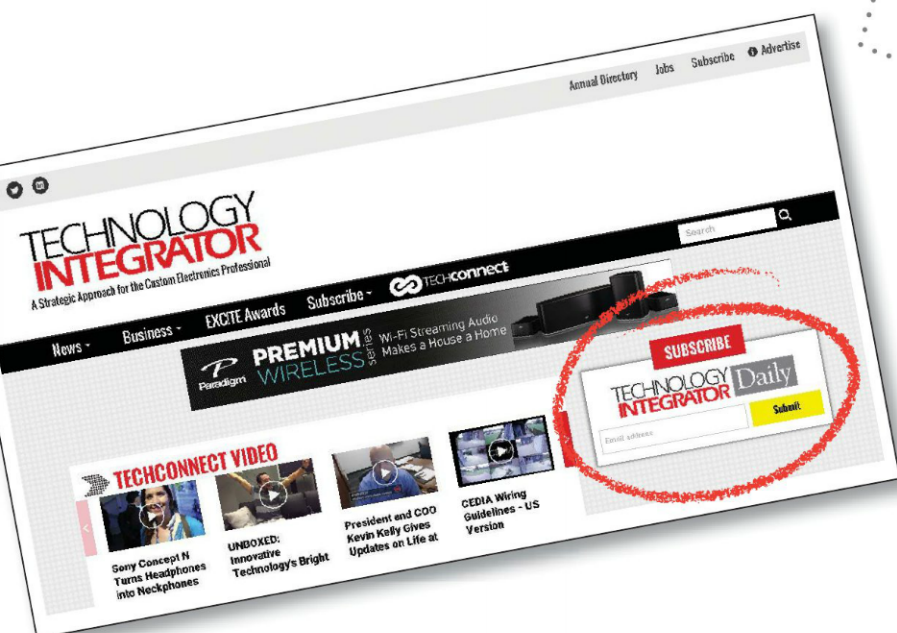 Annual Directory Jobs Subscribe Advertise
TECHNOLOGY
INTEGRATOR
A Strategic Approach for the Custom Electronics Professional
Search
News Business EXCITE Awards Subscribe TECHCONNECT
Paradigm
PREMIUM
WIRELESS
series
Wi-Fi Streaming Audio
Makes a House a Home
SUBSCRIBE
TECHNOLOGY
INTEGRATOR
Daily
Email address
Submit
TECHCONNECT VIDEO
Sony Concept N
Turns Headphones
into Neckphones
UNBOXED:
Innovative
Technology's Bright
President and COO
Kevin Kelly Gives
Updates on Life at
CEDIA Wiring
Guidelines - US
Version